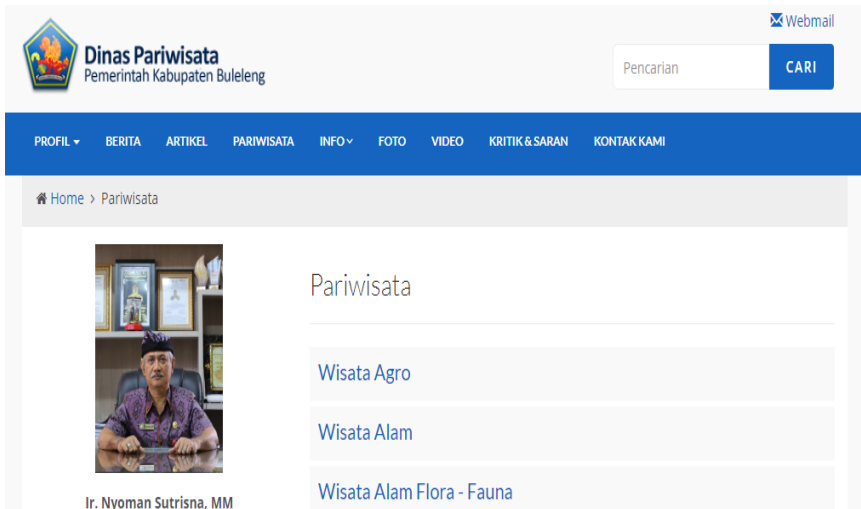 Webmail
Dinas Pariwisata
Pemerintah Kabupaten Buleleng
Pencarian
CARI
PROFIL BERITA ARTIKEL PARIWISATA INFO FOTO VIDEO KRITIK & SARAN KONTAK KAMI
Home > Pariwisata
Pariwisata
Wisata Agro
Wisata Alam
Wisata Alam Flora - Fauna
Ir. Nyoman Sutrisna, MM